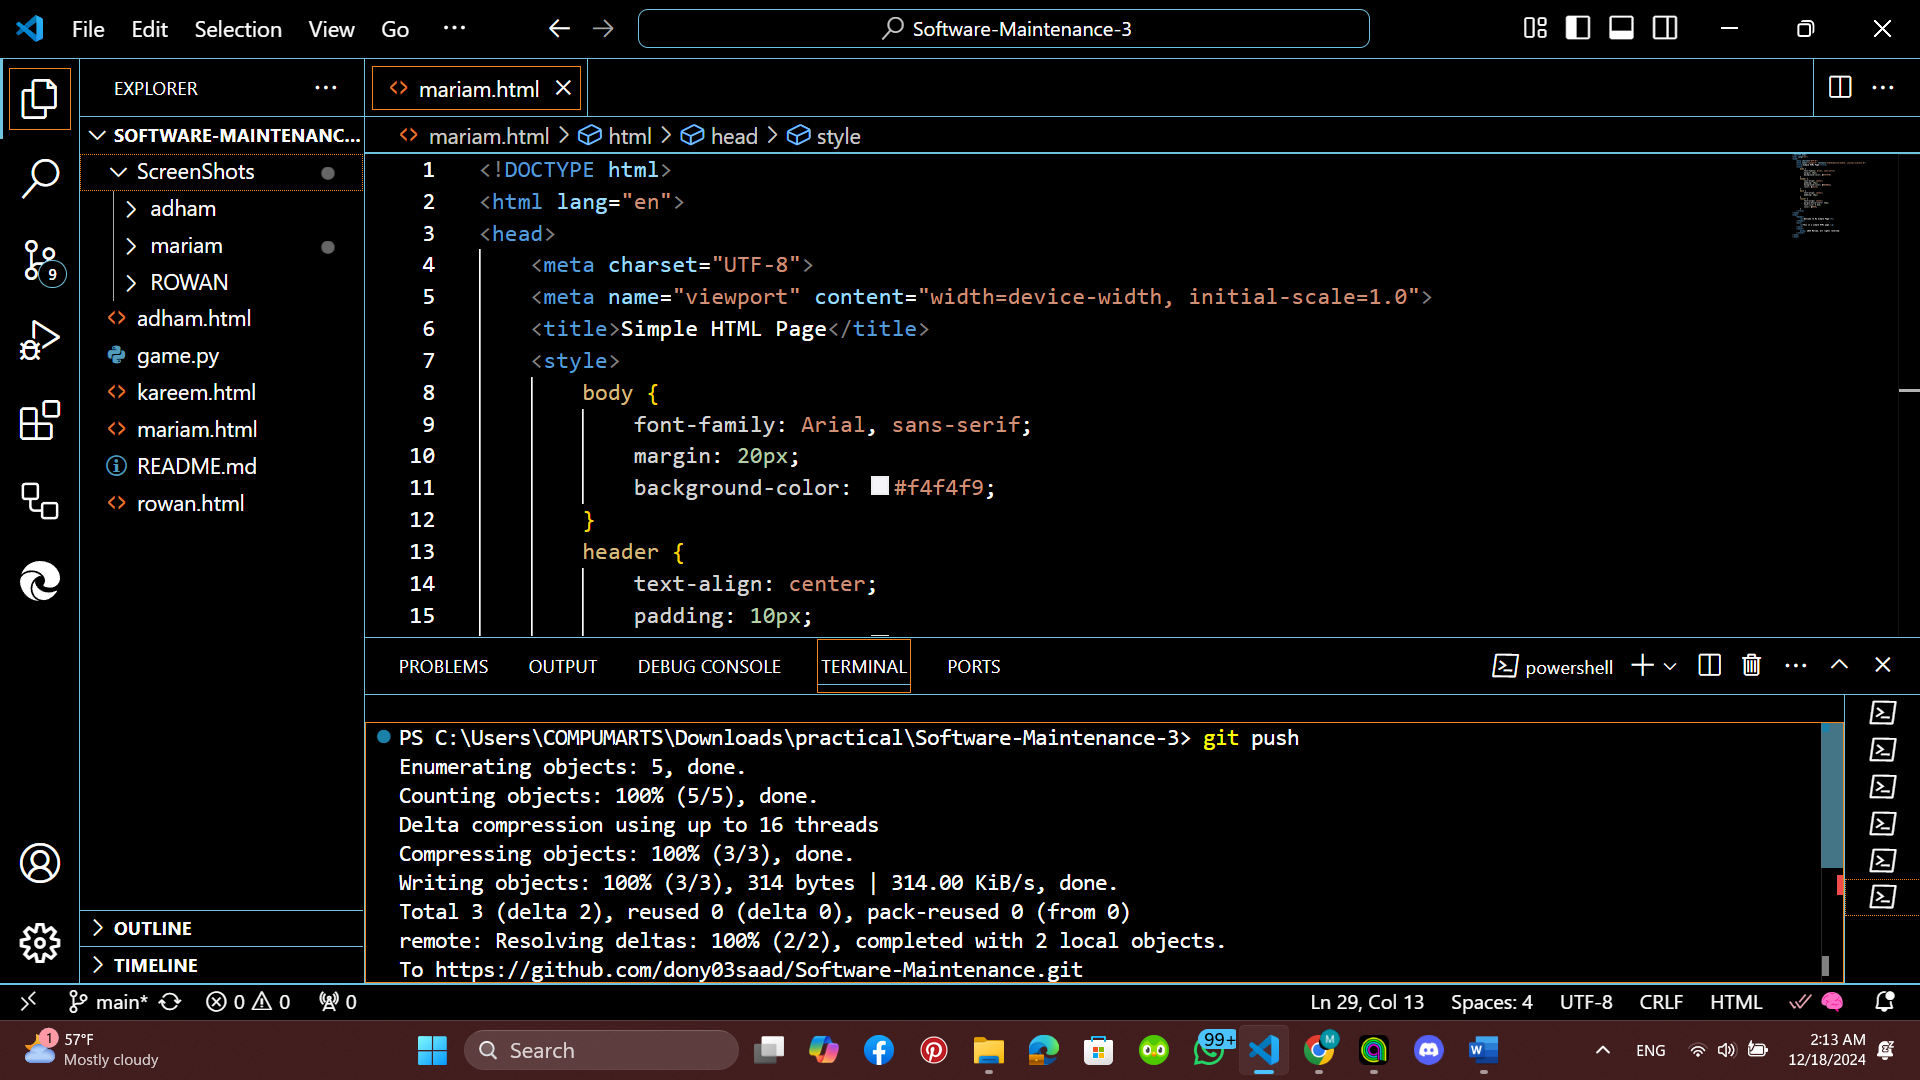 File Edit Selection View Go ···
Software-Maintenance-3
EXPLORER
SOFTWARE-MAINTENANC...
ScreenShots
adham
mariam
ROWAN
adham.html
game.py
kareem.html
mariam.html
README.md
rowan.html
OUTLINE
TIMELINE
9
mariam.html
mariam.html > html > head > style
1 <!DOCTYPE html>
2 <html lang="en">
3 <head>
4 <meta charset="UTF-8">
5 <meta name="viewport" content="width=device-width, initial-scale=1.0">
6 <title>Simple HTML Page</title>
7 <style>
8 body {
9 font-family: Arial, sans-serif;
10 margin: 20px;
11 background-color: #f4f4f9;
12 }
13 header {
14 text-align: center;
15 padding: 10px;
PROBLEMS OUTPUT DEBUG CONSOLE TERMINAL PORTS
powershell
PS C:\Users\COMPUMARTS\Downloads\practical\Software-Maintenance-3> git push
Enumerating objects: 5, done.
Counting objects: 100% (5/5), done.
Delta compression using up to 16 threads
Compressing objects: 100% (3/3), done.
Writing objects: 100% (3/3), 314 bytes | 314.00 KiB/s, done.
Total 3 (delta 2), reused 0 (delta 0), pack-reused 0 (from 0)
remote: Resolving deltas: 100% (2/2), completed with 2 local objects.
To https://github.com/dony03saad/Software-Maintenance.git
main* 0 0 0
Ln 29, Col 13 Spaces: 4 UTF-8 CRLF HTML
1
57°F
Mostly cloudy
Search
99+
M
ENG
2:13 AM
12/18/2024